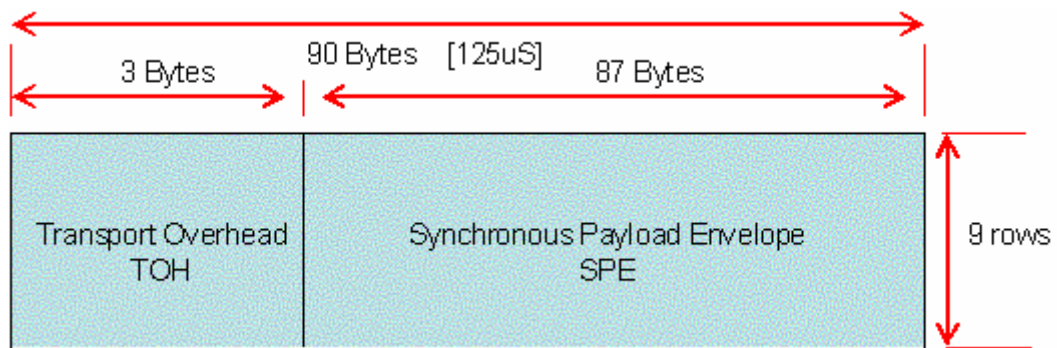 90 Bytes [125uS]
3 Bytes
87 Bytes
Transport Overhead
TOH
Synchronous Payload Envelope
SPE
9 rows